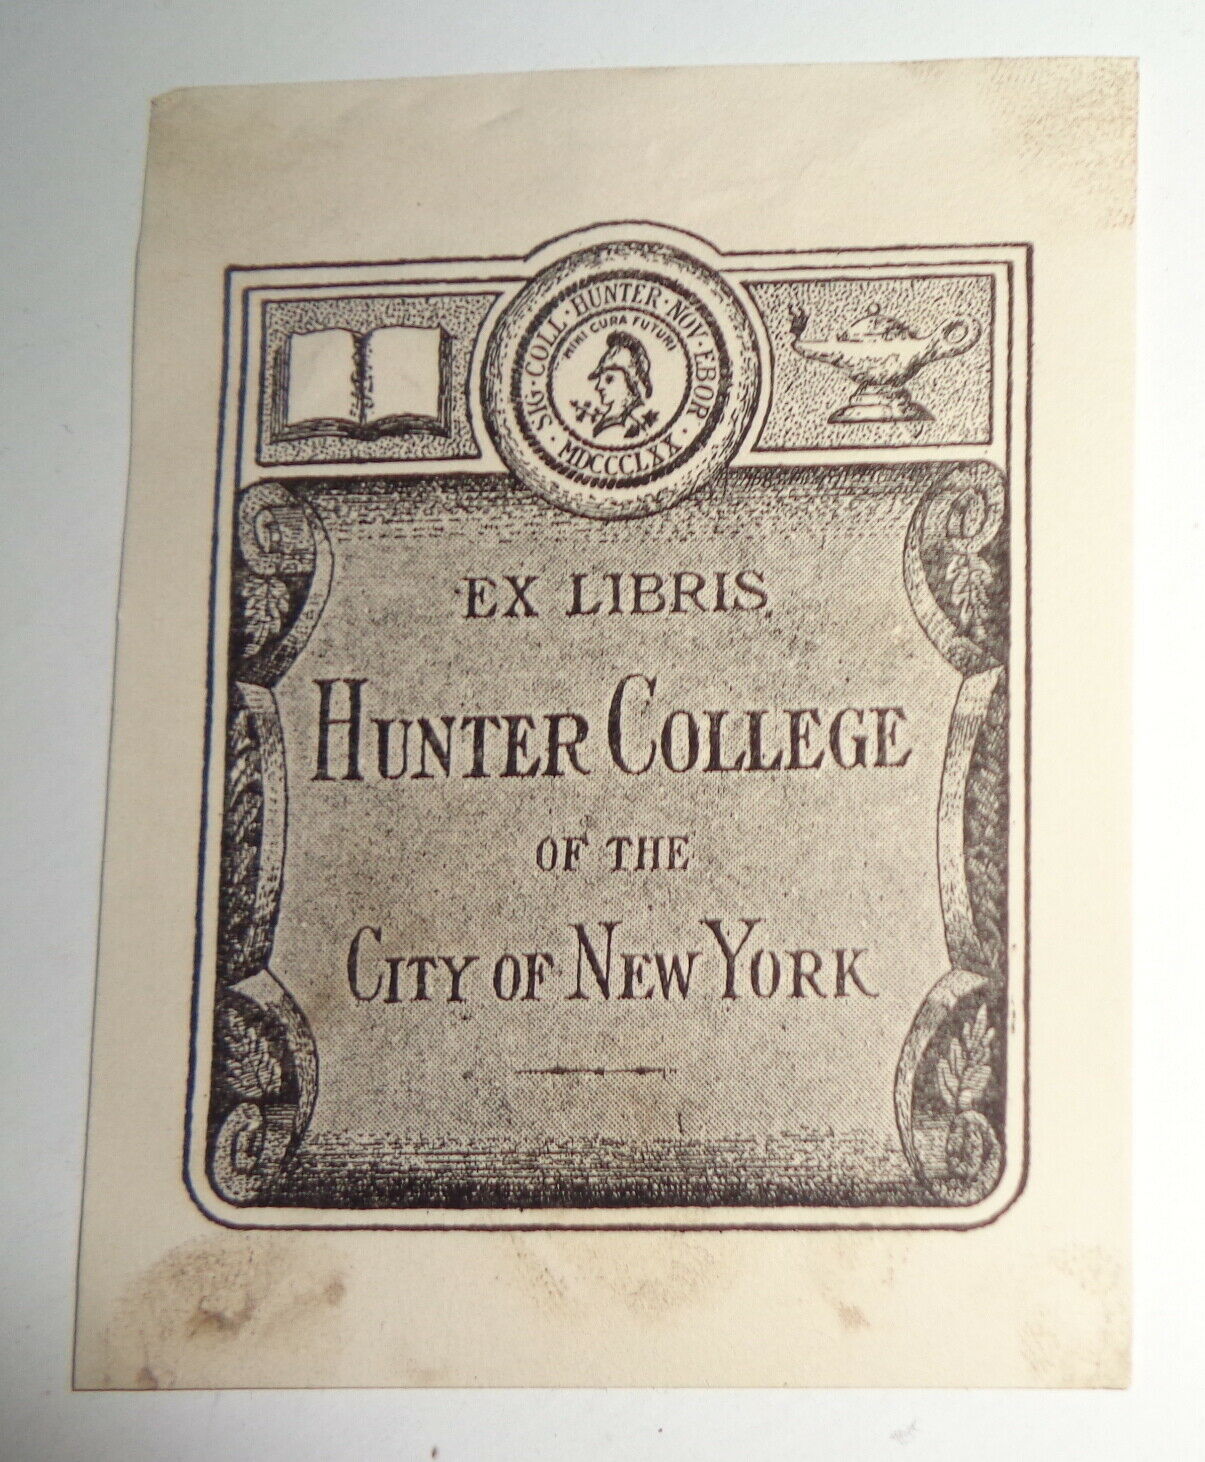 SIG · COLL · HUNTER · NOV · EBOR ·
MIHI CURA FUTURI
MDCCCLXX
EX LIBRIS
HUNTER COLLEGE
OF THE
CITY OF NEW YORK